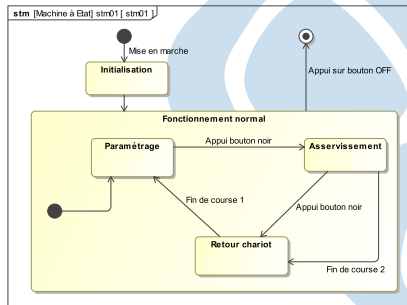 stm [Machine à Etat] stm01 [ stm01 ]
Mise en marche
Initialisation
Appui sur bouton OFF
Fonctionnement normal
Paramétrage
Appui bouton noir
Asservissement
Fin de course 1
Appui bouton noir
Retour chariot
Fin de course 2